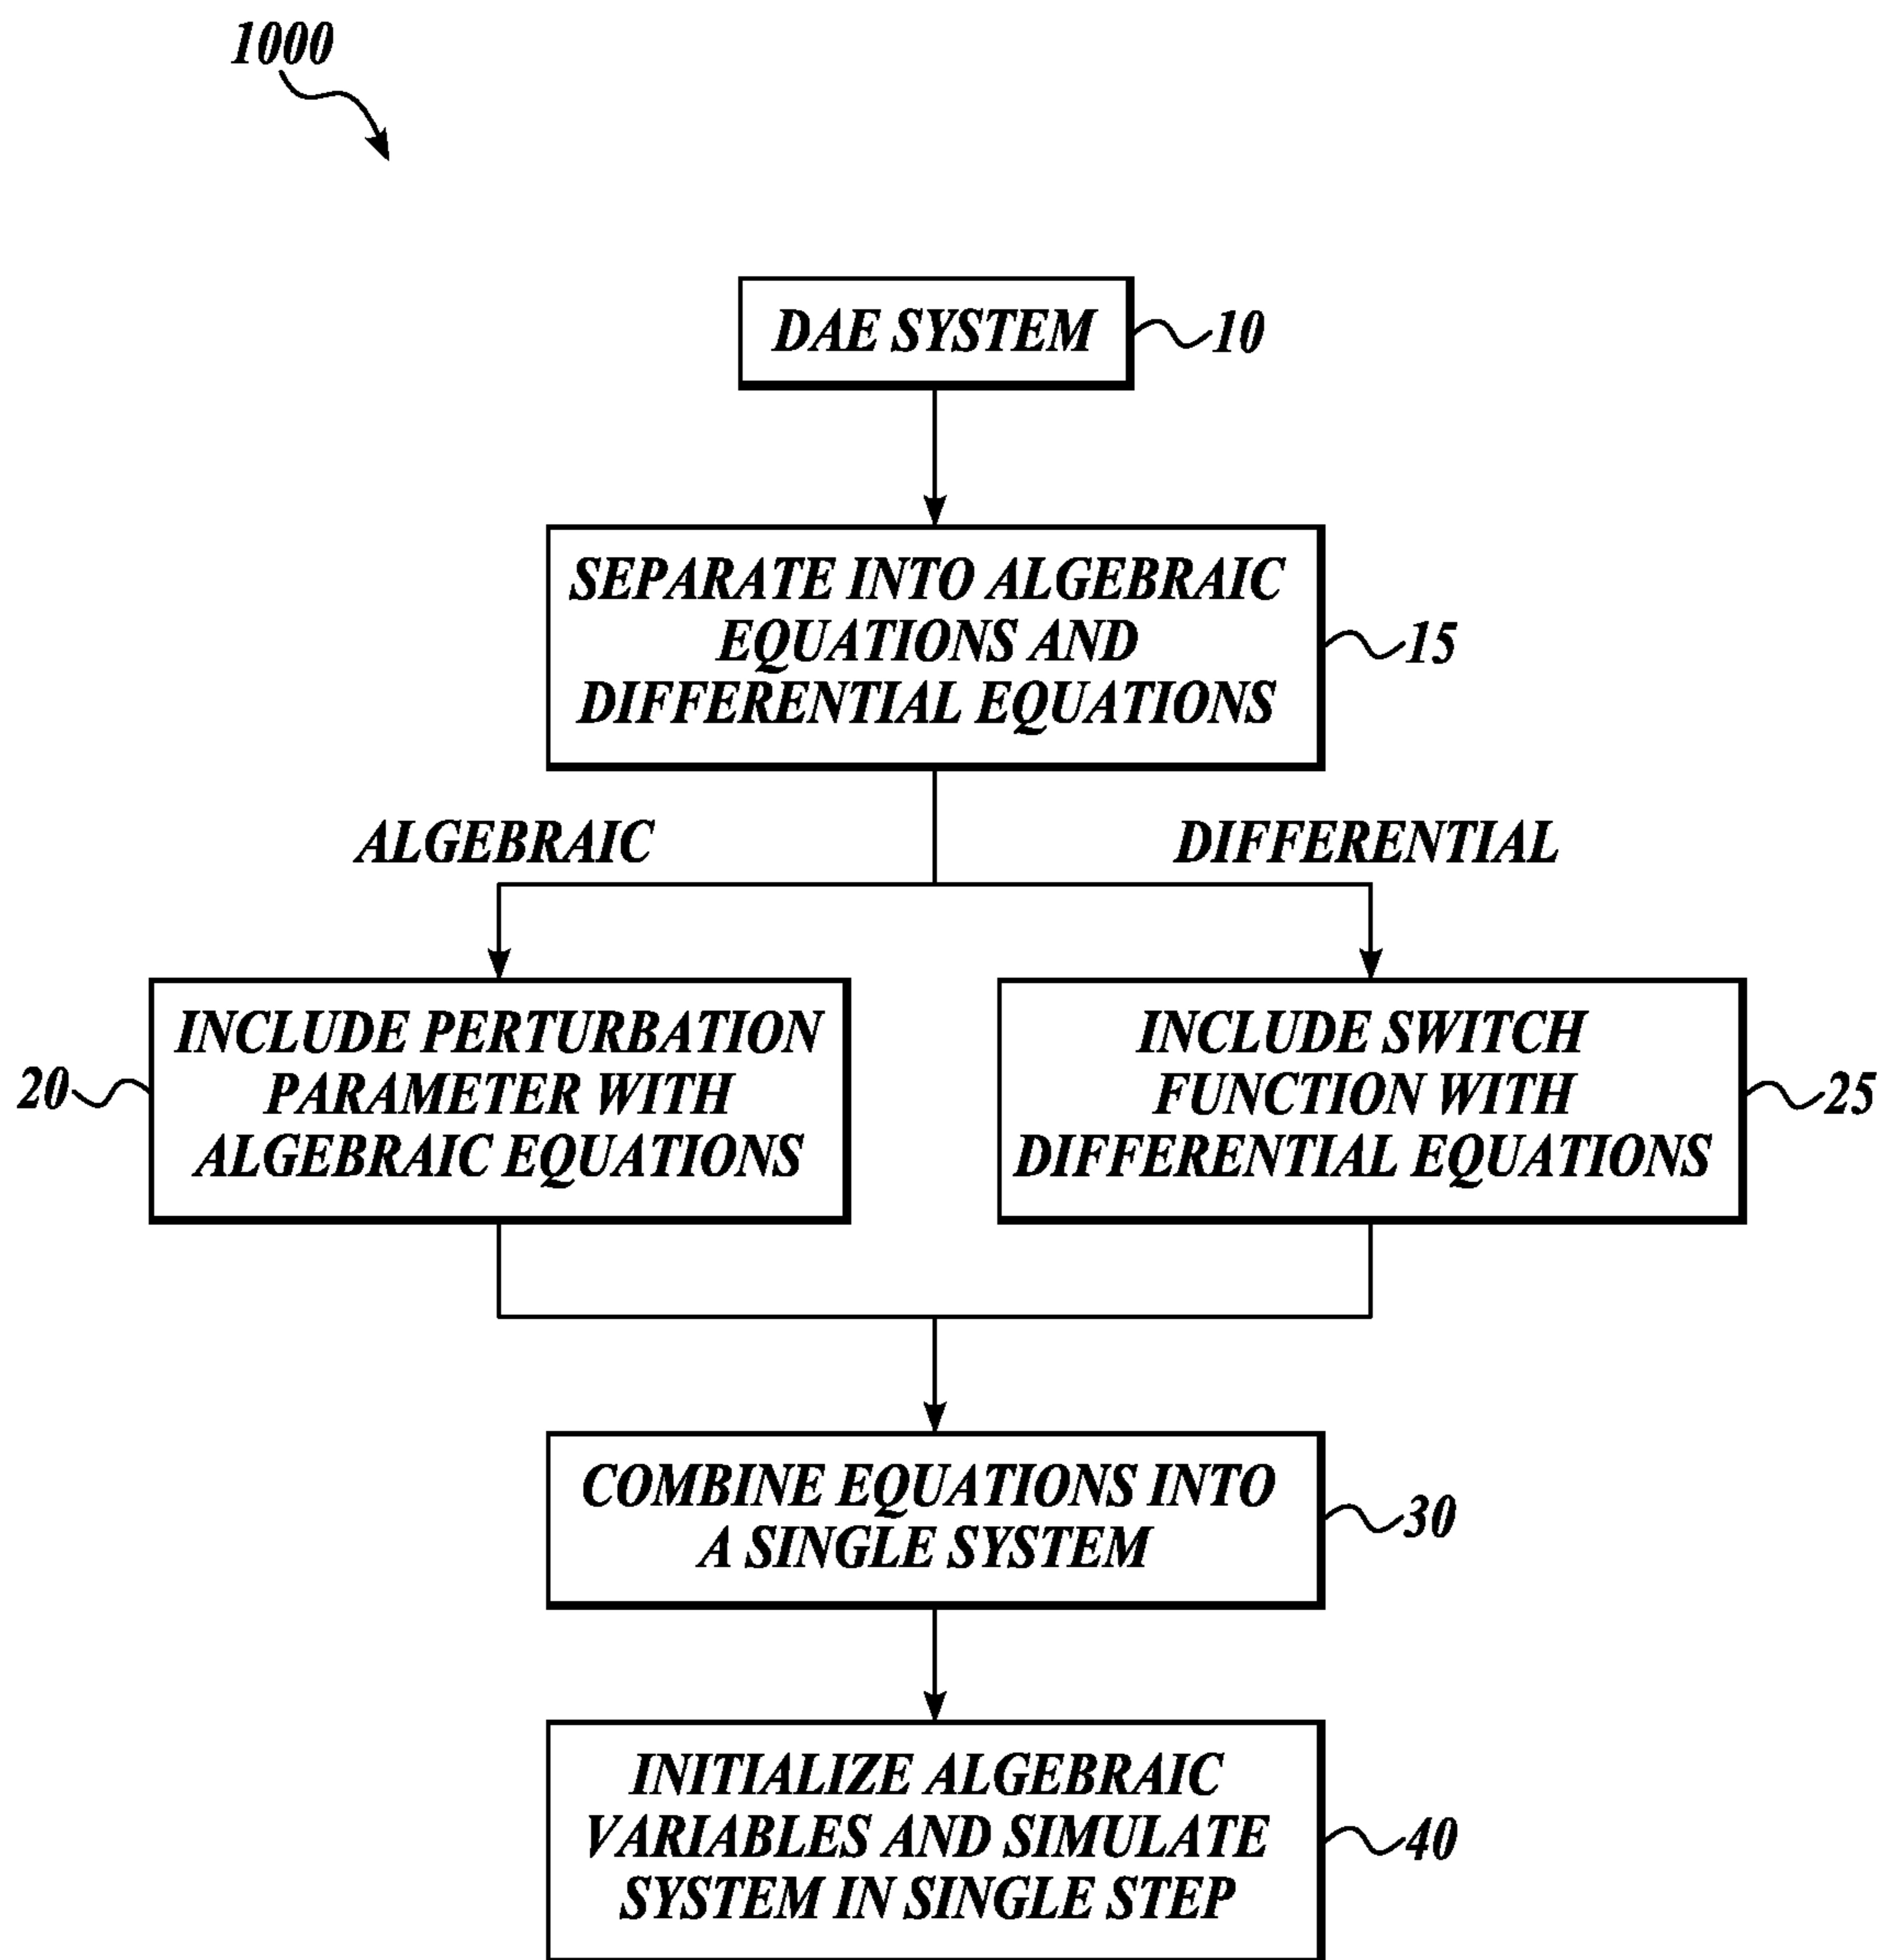 1000
DAE SYSTEM
10
SEPARATE INTO ALGEBRAIC
EQUATIONS AND
DIFFERENTIAL EQUATIONS
15
ALGEBRAIC
DIFFERENTIAL
INCLUDE PERTURBATION
PARAMETER WITH
ALGEBRAIC EQUATIONS
20
INCLUDE SWITCH
FUNCTION WITH
DIFFERENTIAL EQUATIONS
25
COMBINE EQUATIONS INTO
A SINGLE SYSTEM
30
INITIALIZE ALGEBRAIC
VARIABLES AND SIMULATE
SYSTEM IN SINGLE STEP
40